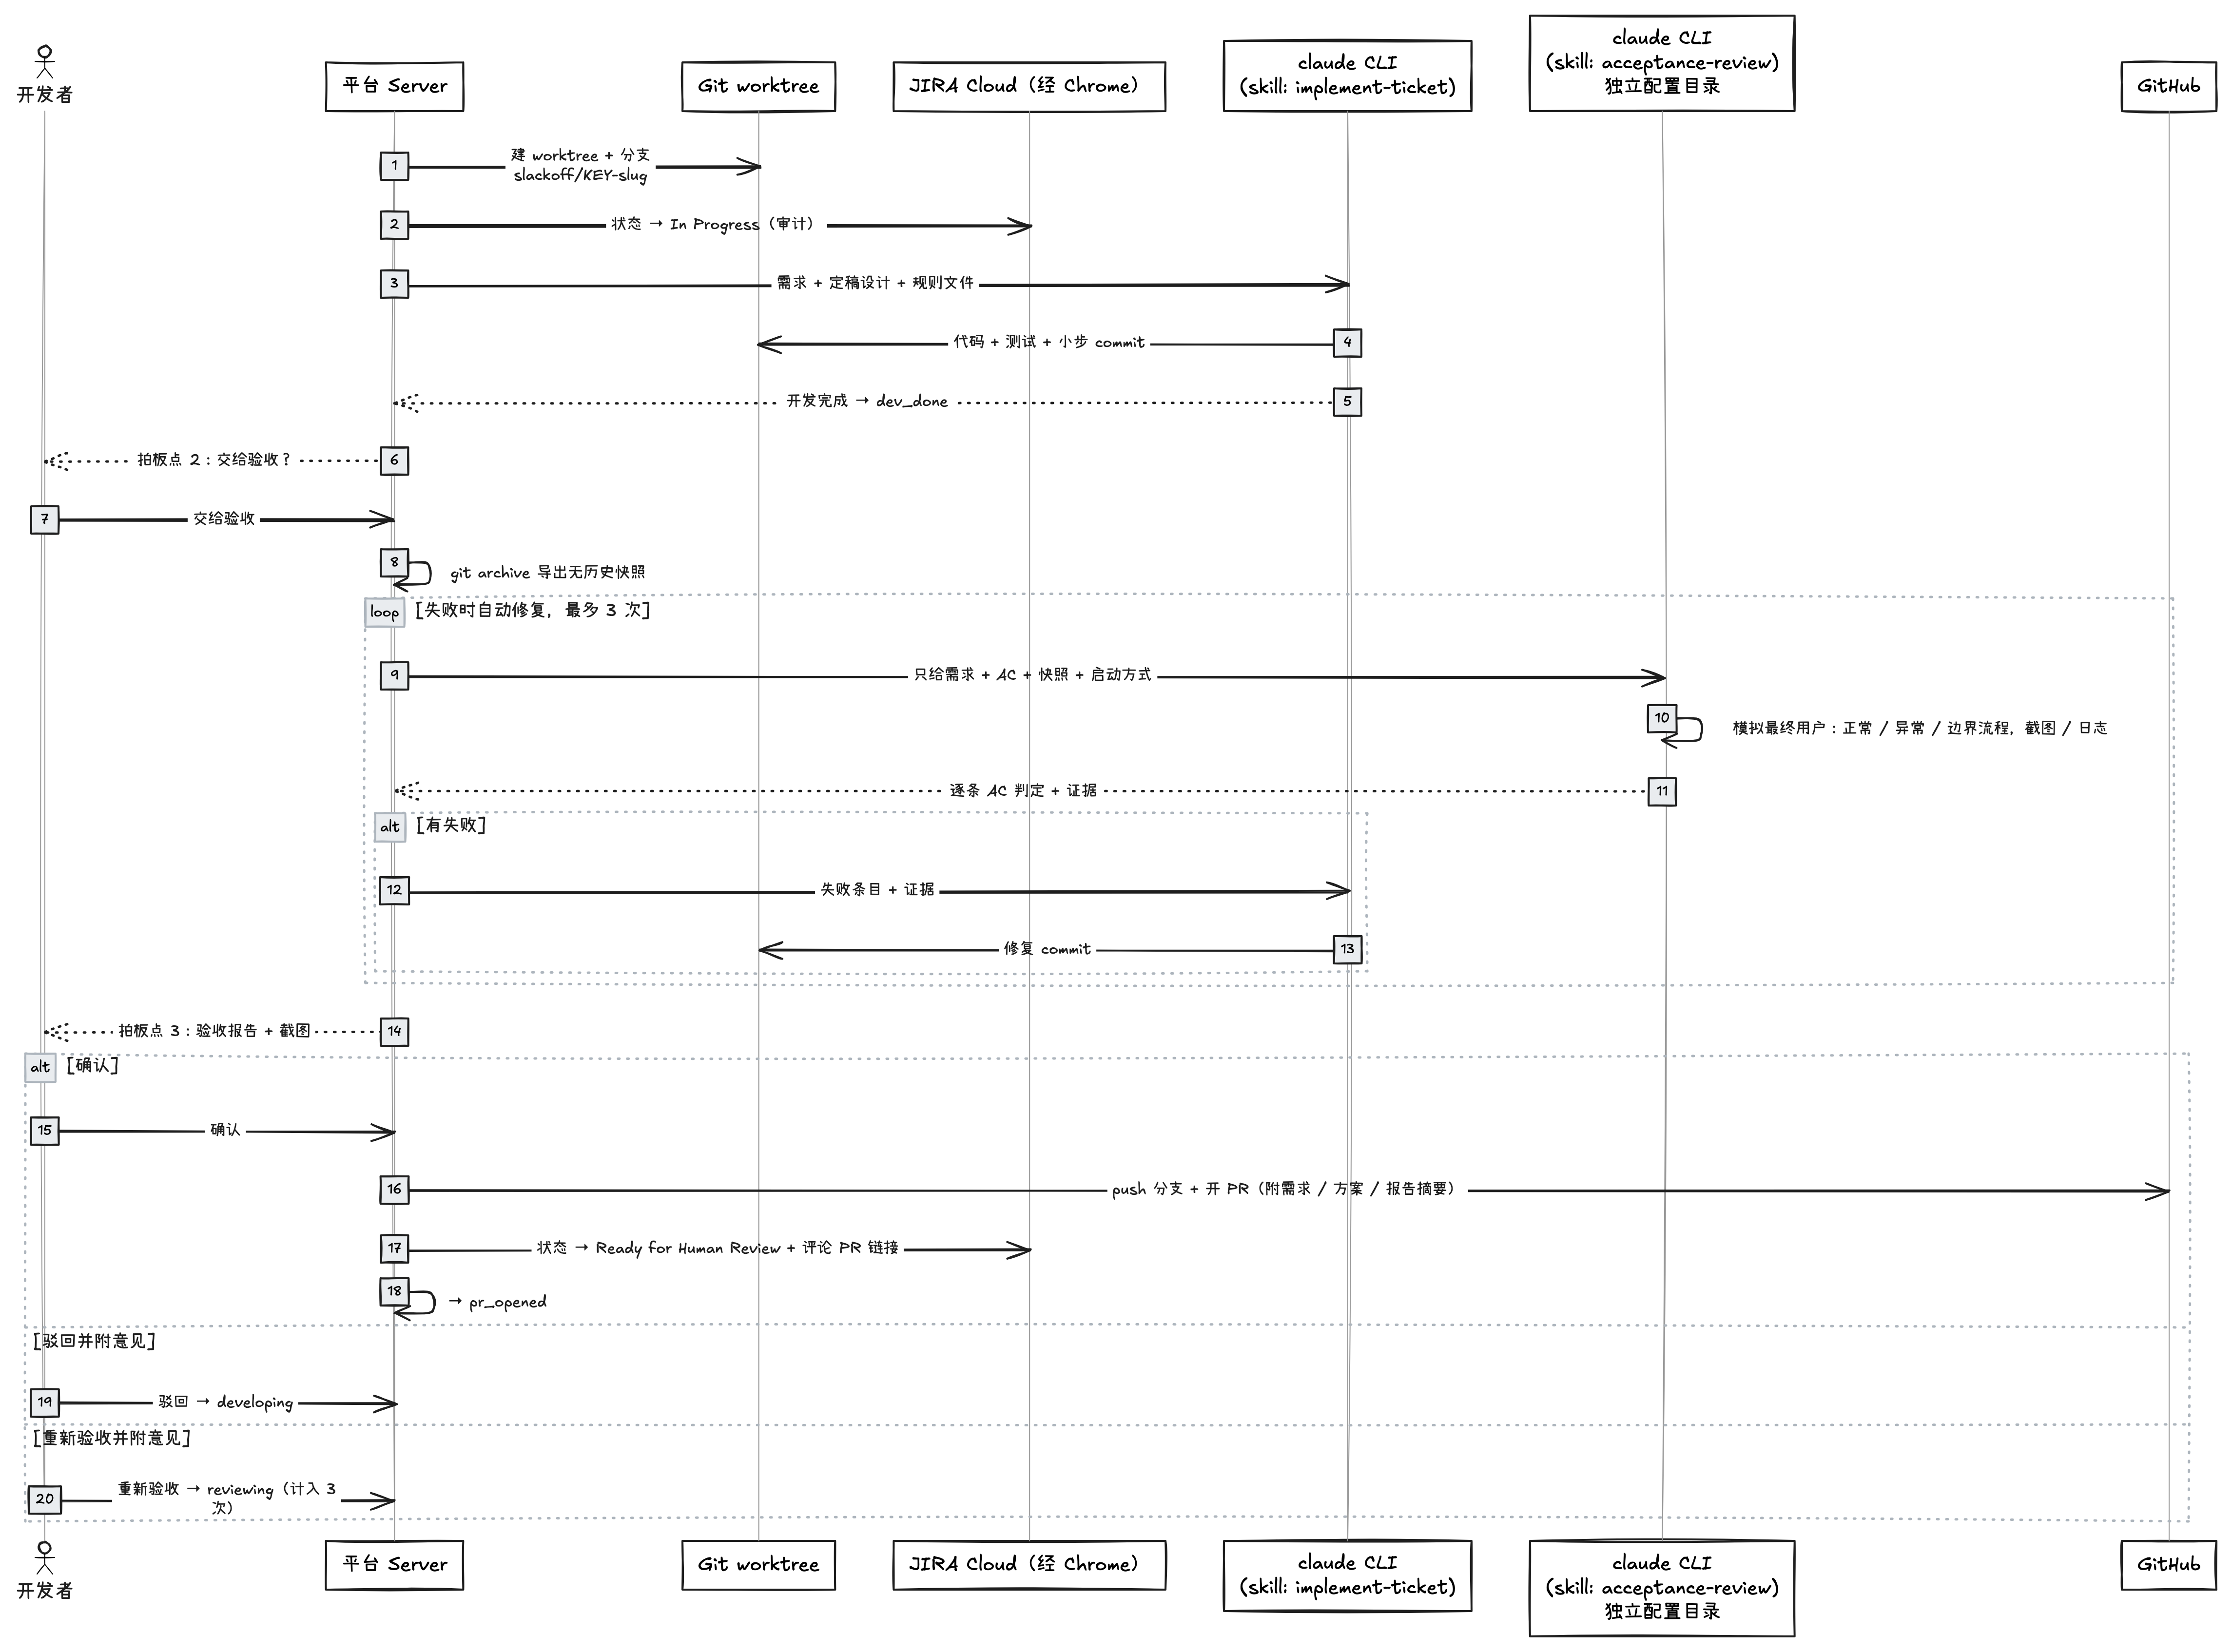 开发者
平台 Server
Git worktree
JIRA Cloud（经 Chrome）
claude CLI
(skill: implement-ticket)
claude CLI
(skill: acceptance-review)
独立配置目录
GitHub
1
建 worktree + 分支
slackoff/KEY-slug
2
状态 → In Progress（审计）
3
需求 + 定稿设计 + 规则文件
代码 + 测试 + 小步 commit
4
开发完成 → dev_done
5
拍板点 2：交给验收？
6
7
交给验收
8
git archive 导出无历史快照
loop
[失败时自动修复，最多 3 次]
9
只给需求 + AC + 快照 + 启动方式
10
模拟最终用户：正常 / 异常 / 边界流程，截图 / 日志
逐条 AC 判定 + 证据
11
alt
[有失败]
12
失败条目 + 证据
修复 commit
13
拍板点 3：验收报告 + 截图
14
alt
[确认]
15
确认
16
push 分支 + 开 PR（附需求 / 方案 / 报告摘要）
17
状态 → Ready for Human Review + 评论 PR 链接
18
→ pr_opened
[驳回并附意见]
19
驳回 → developing
[重新验收并附意见]
20
重新验收 → reviewing（计入 3
次）
开发者
平台 Server
Git worktree
JIRA Cloud（经 Chrome）
claude CLI
(skill: implement-ticket)
claude CLI
(skill: acceptance-review)
独立配置目录
GitHub